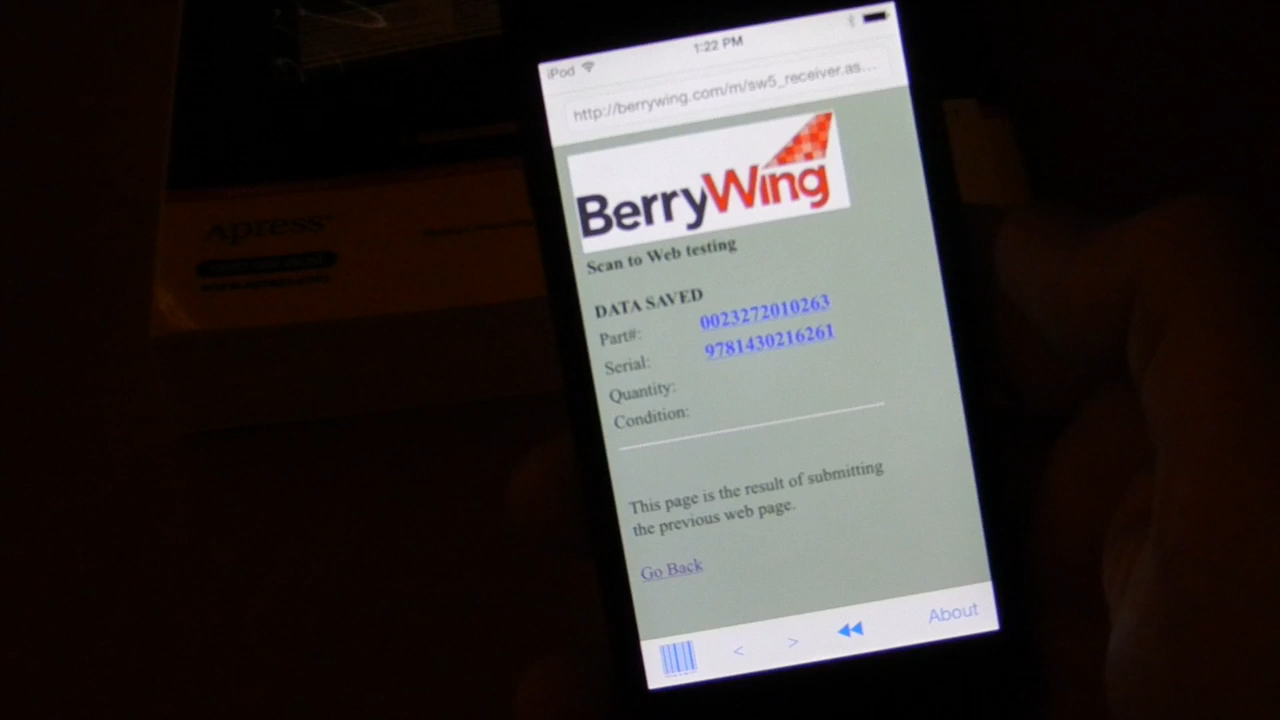 iPod
1:22 PM
http://berrywing.com/m/sw5_receiver.as...
BerryWing
Scan to Web testing
DATA SAVED
Part#: 0023272010263
Serial: 9781430216261
Quantity:
Condition:
This page is the result of submitting
the previous web page.
Go Back
< > About
Apress